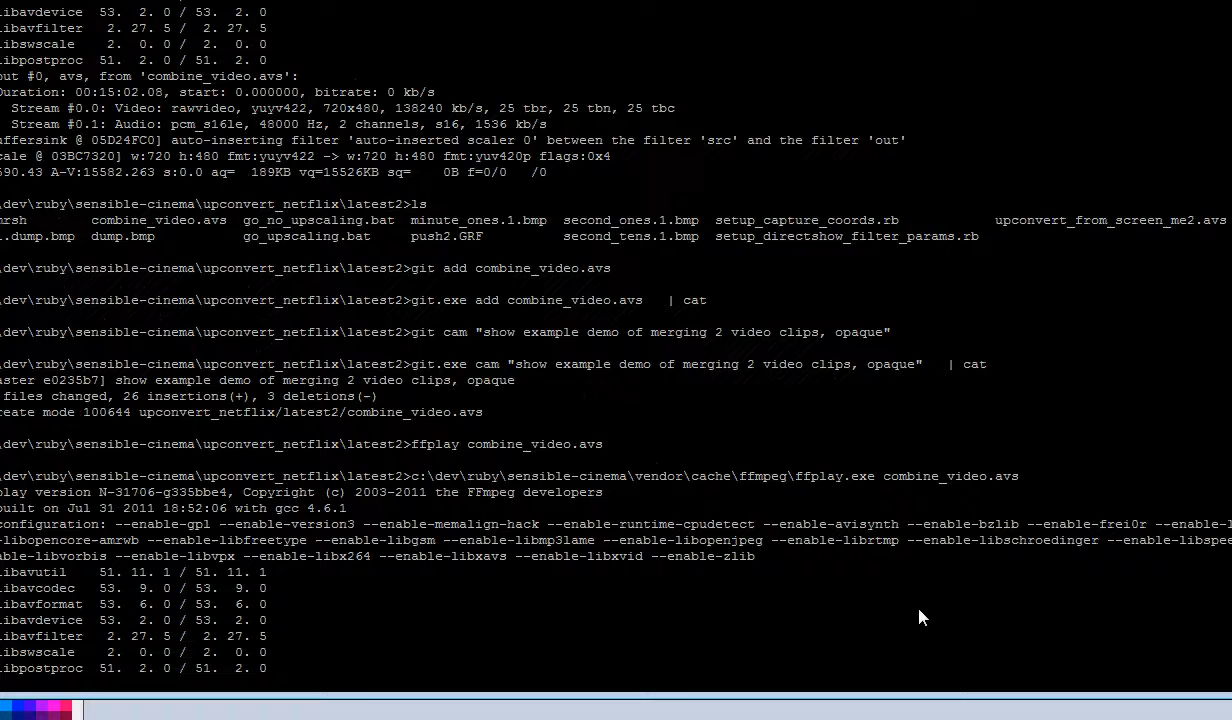 libavdevice  53.  2. 0 / 53.  2. 0
libavfilter   2. 27. 5 /  2. 27. 5
libswscale    2.  0. 0 /  2.  0. 0
libpostproc  51.  2. 0 / 51.  2. 0
out #0, avs, from 'combine_video.avs':
Duration: 00:15:02.08, start: 0.000000, bitrate: 0 kb/s
Stream #0.0: Video: rawvideo, yuyv422, 720x480, 138240 kb/s, 25 tbr, 25 tbn, 25 tbc
Stream #0.1: Audio: pcm_s16le, 48000 Hz, 2 channels, s16, 1536 kb/s
uffersink @ 05D24FC0] auto-inserting filter 'auto-inserted scaler 0' between the filter 'src' and the filter 'out'
cale @ 03BC7320] w:720 h:480 fmt:yuyv422 -> w:720 h:480 fmt:yuv420p flags:0x4
590.43 A-V:15582.263 s:0.0 aq=  189KB vq=15526KB sq=    0B f=0/0   /0
\dev\ruby\sensible-cinema\upconvert_netflix\latest2>ls
mrsh combine_video.avs go_no_upscaling.bat minute_ones.1.bmp second_ones.1.bmp setup_capture_coords.rb upconvert_from_screen_me2.avs
1.dump.bmp dump.bmp go_upscaling.bat push2.GRF second_tens.1.bmp setup_directshow_filter_params.rb
\dev\ruby\sensible-cinema\upconvert_netflix\latest2>git add combine_video.avs
\dev\ruby\sensible-cinema\upconvert_netflix\latest2>git.exe add combine_video.avs   | cat
\dev\ruby\sensible-cinema\upconvert_netflix\latest2>git cam "show example demo of merging 2 video clips, opaque"
\dev\ruby\sensible-cinema\upconvert_netflix\latest2>git.exe cam "show example demo of merging 2 video clips, opaque"   | cat
aster e0235b7] show example demo of merging 2 video clips, opaque
files changed, 26 insertions(+), 3 deletions(-)
reate mode 100644 upconvert_netflix/latest2/combine_video.avs
\dev\ruby\sensible-cinema\upconvert_netflix\latest2>ffplay combine_video.avs
\dev\ruby\sensible-cinema\upconvert_netflix\latest2>c:\dev\ruby\sensible-cinema\vendor\cache\ffmpeg\ffplay.exe combine_video.avs
play version N-31706-g335bbe4, Copyright (c) 2003-2011 the FFmpeg developers
built on Jul 31 2011 18:52:06 with gcc 4.6.1
configuration: --enable-gpl --enable-version3 --enable-memalign-hack --enable-runtime-cpudetect --enable-avisynth --enable-bzlib --enable-frei0r --enable-l
-libopencore-amrwb --enable-libfreetype --enable-libgsm --enable-libmp3lame --enable-libopenjpeg --enable-librtmp --enable-libschroedinger --enable-libspee
able-libvorbis --enable-libvpx --enable-libx264 --enable-libxavs --enable-libxvid --enable-zlib
libavutil    51. 11. 1 / 51. 11. 1
libavcodec   53.  9. 0 / 53.  9. 0
libavformat  53.  6. 0 / 53.  6. 0
libavdevice  53.  2. 0 / 53.  2. 0
libavfilter   2. 27. 5 /  2. 27. 5
libswscale    2.  0. 0 /  2.  0. 0
libpostproc  51.  2. 0 / 51.  2. 0